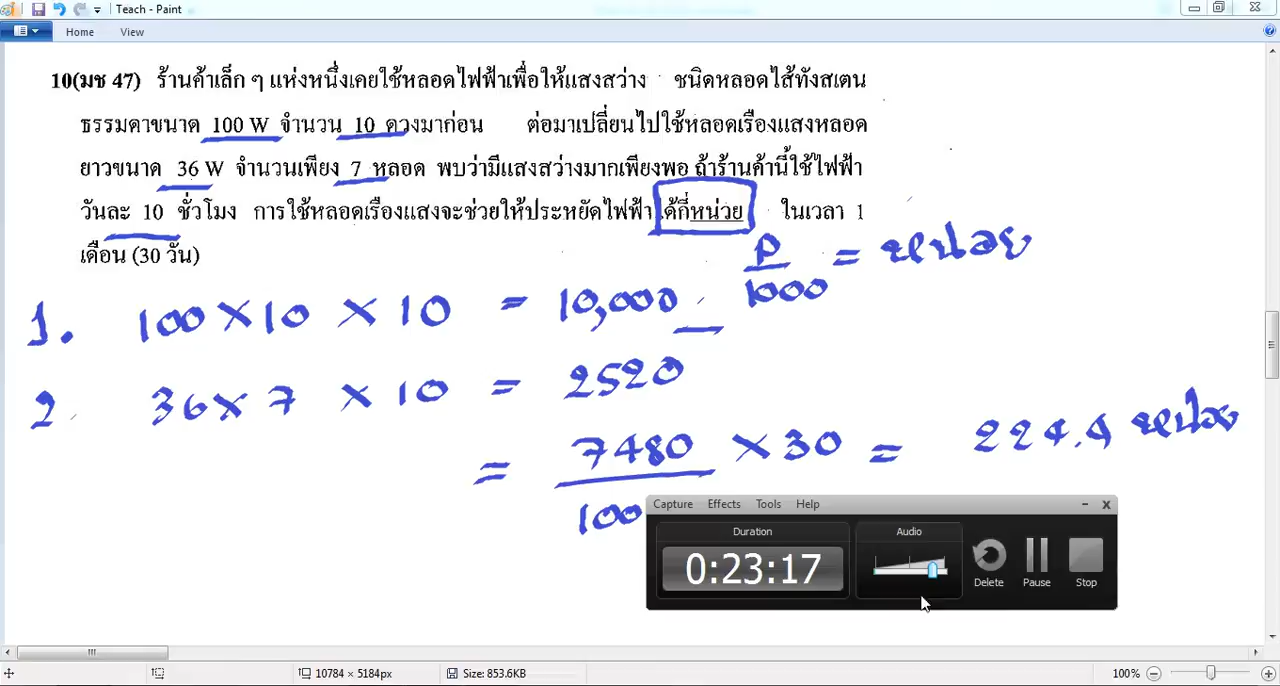 Teach - Paint
Home View
10(มช 47) ร้านค้าเล็ก ๆ แห่งหนึ่งเคยใช้หลอดไฟฟ้าเพื่อให้แสงสว่าง ชนิดหลอดไส้ทังสเตน
ธรรมดาขนาด 100 W จำนวน 10 ดวงมาก่อน ต่อมาเปลี่ยนไปใช้หลอดเรืองแสงหลอด
ยาวขนาด 36 W จำนวนเพียง 7 หลอด พบว่ามีแสงสว่างมากเพียงพอ ถ้าร้านค้านี้ใช้ไฟฟ้า
วันละ 10 ชั่วโมง การใช้หลอดเรืองแสงจะช่วยให้ประหยัดไฟฟ้าได้กี่หน่วย ในเวลา 1
เดือน (30 วัน)
P/1000 = หน่วย
1. 100 × 10 × 10 = 10,000
2 36 × 7 × 10 = 2520
= 7480 × 30 = 224.4 หน่วย
100
Capture Effects Tools Help
Duration Audio
0:23:17
Delete Pause Stop
10784 × 5184px Size: 853.6KB 100%